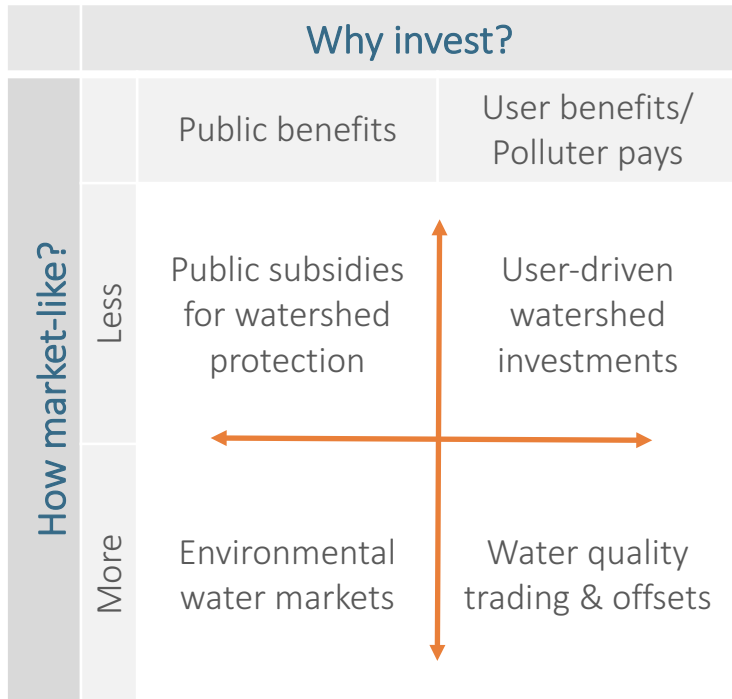 Why invest?
Public benefits
User benefits/
Polluter pays
How market-like?
Less
Public subsidies
for watershed
protection
User-driven
watershed
investments
More
Environmental
water markets
Water quality
trading & offsets